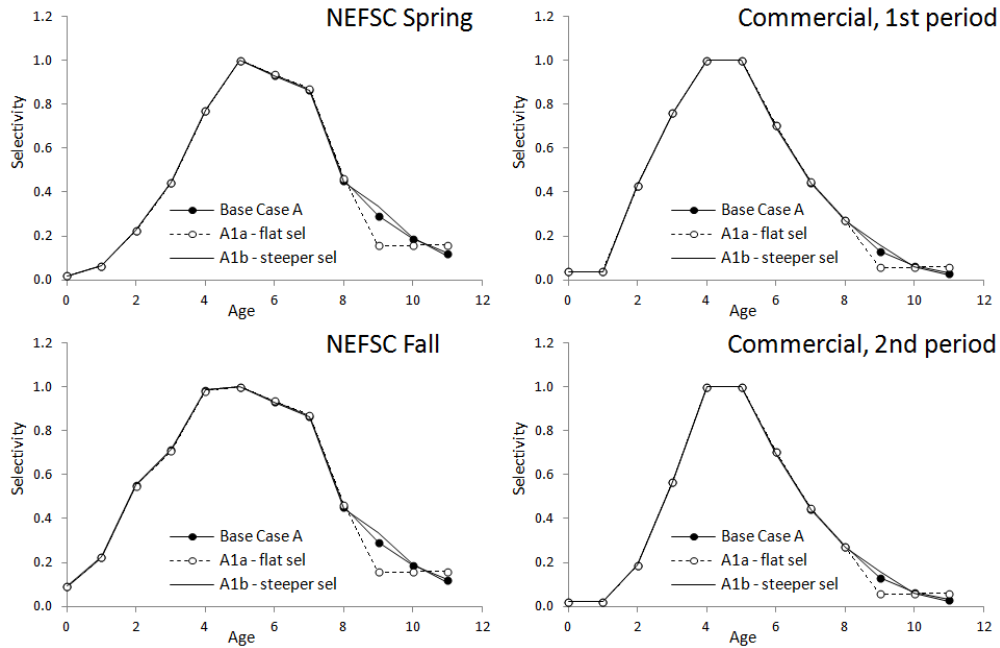 NEFSC Spring
1.2
1.0
0.8
0.6
0.4
0.2
0.0
Selectivity
Base Case A
A1a - flat sel
A1b - steeper sel
0 2 4 6 8 10 12
Age
Commercial, 1st period
1.2
1.0
0.8
0.6
0.4
0.2
0.0
Selectivity
Base Case A
A1a - flat sel
A1b - steeper sel
0 2 4 6 8 10 12
Age
NEFSC Fall
1.2
1.0
0.8
0.6
0.4
0.2
0.0
Selectivity
Base Case A
A1a - flat sel
A1b - steeper sel
0 2 4 6 8 10 12
Age
Commercial, 2nd period
1.2
1.0
0.8
0.6
0.4
0.2
0.0
Selectivity
Base Case A
A1a - flat sel
A1b - steeper sel
0 2 4 6 8 10 12
Age